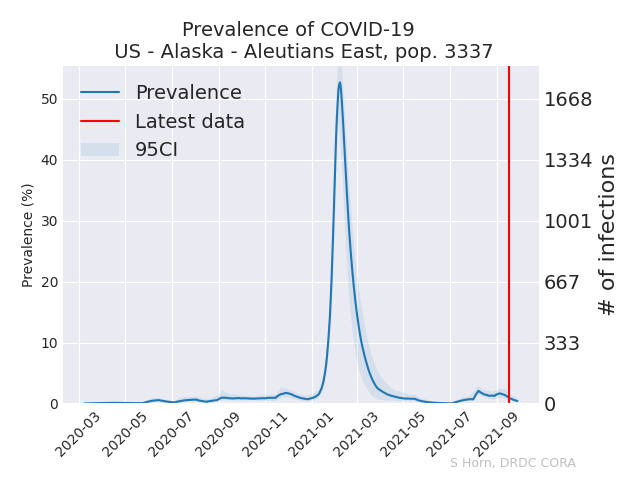 Prevalence of COVID-19
US - Alaska - Aleutians East, pop. 3337
Prevalence
Latest data
95CI
Prevalence (%)
50
40
30
20
10
0
1668
1334
1001
667
333
0
# of infections
2020-03
2020-05
2020-07
2020-09
2020-11
2021-01
2021-03
2021-05
2021-07
2021-09
S Horn, DRDC CORA